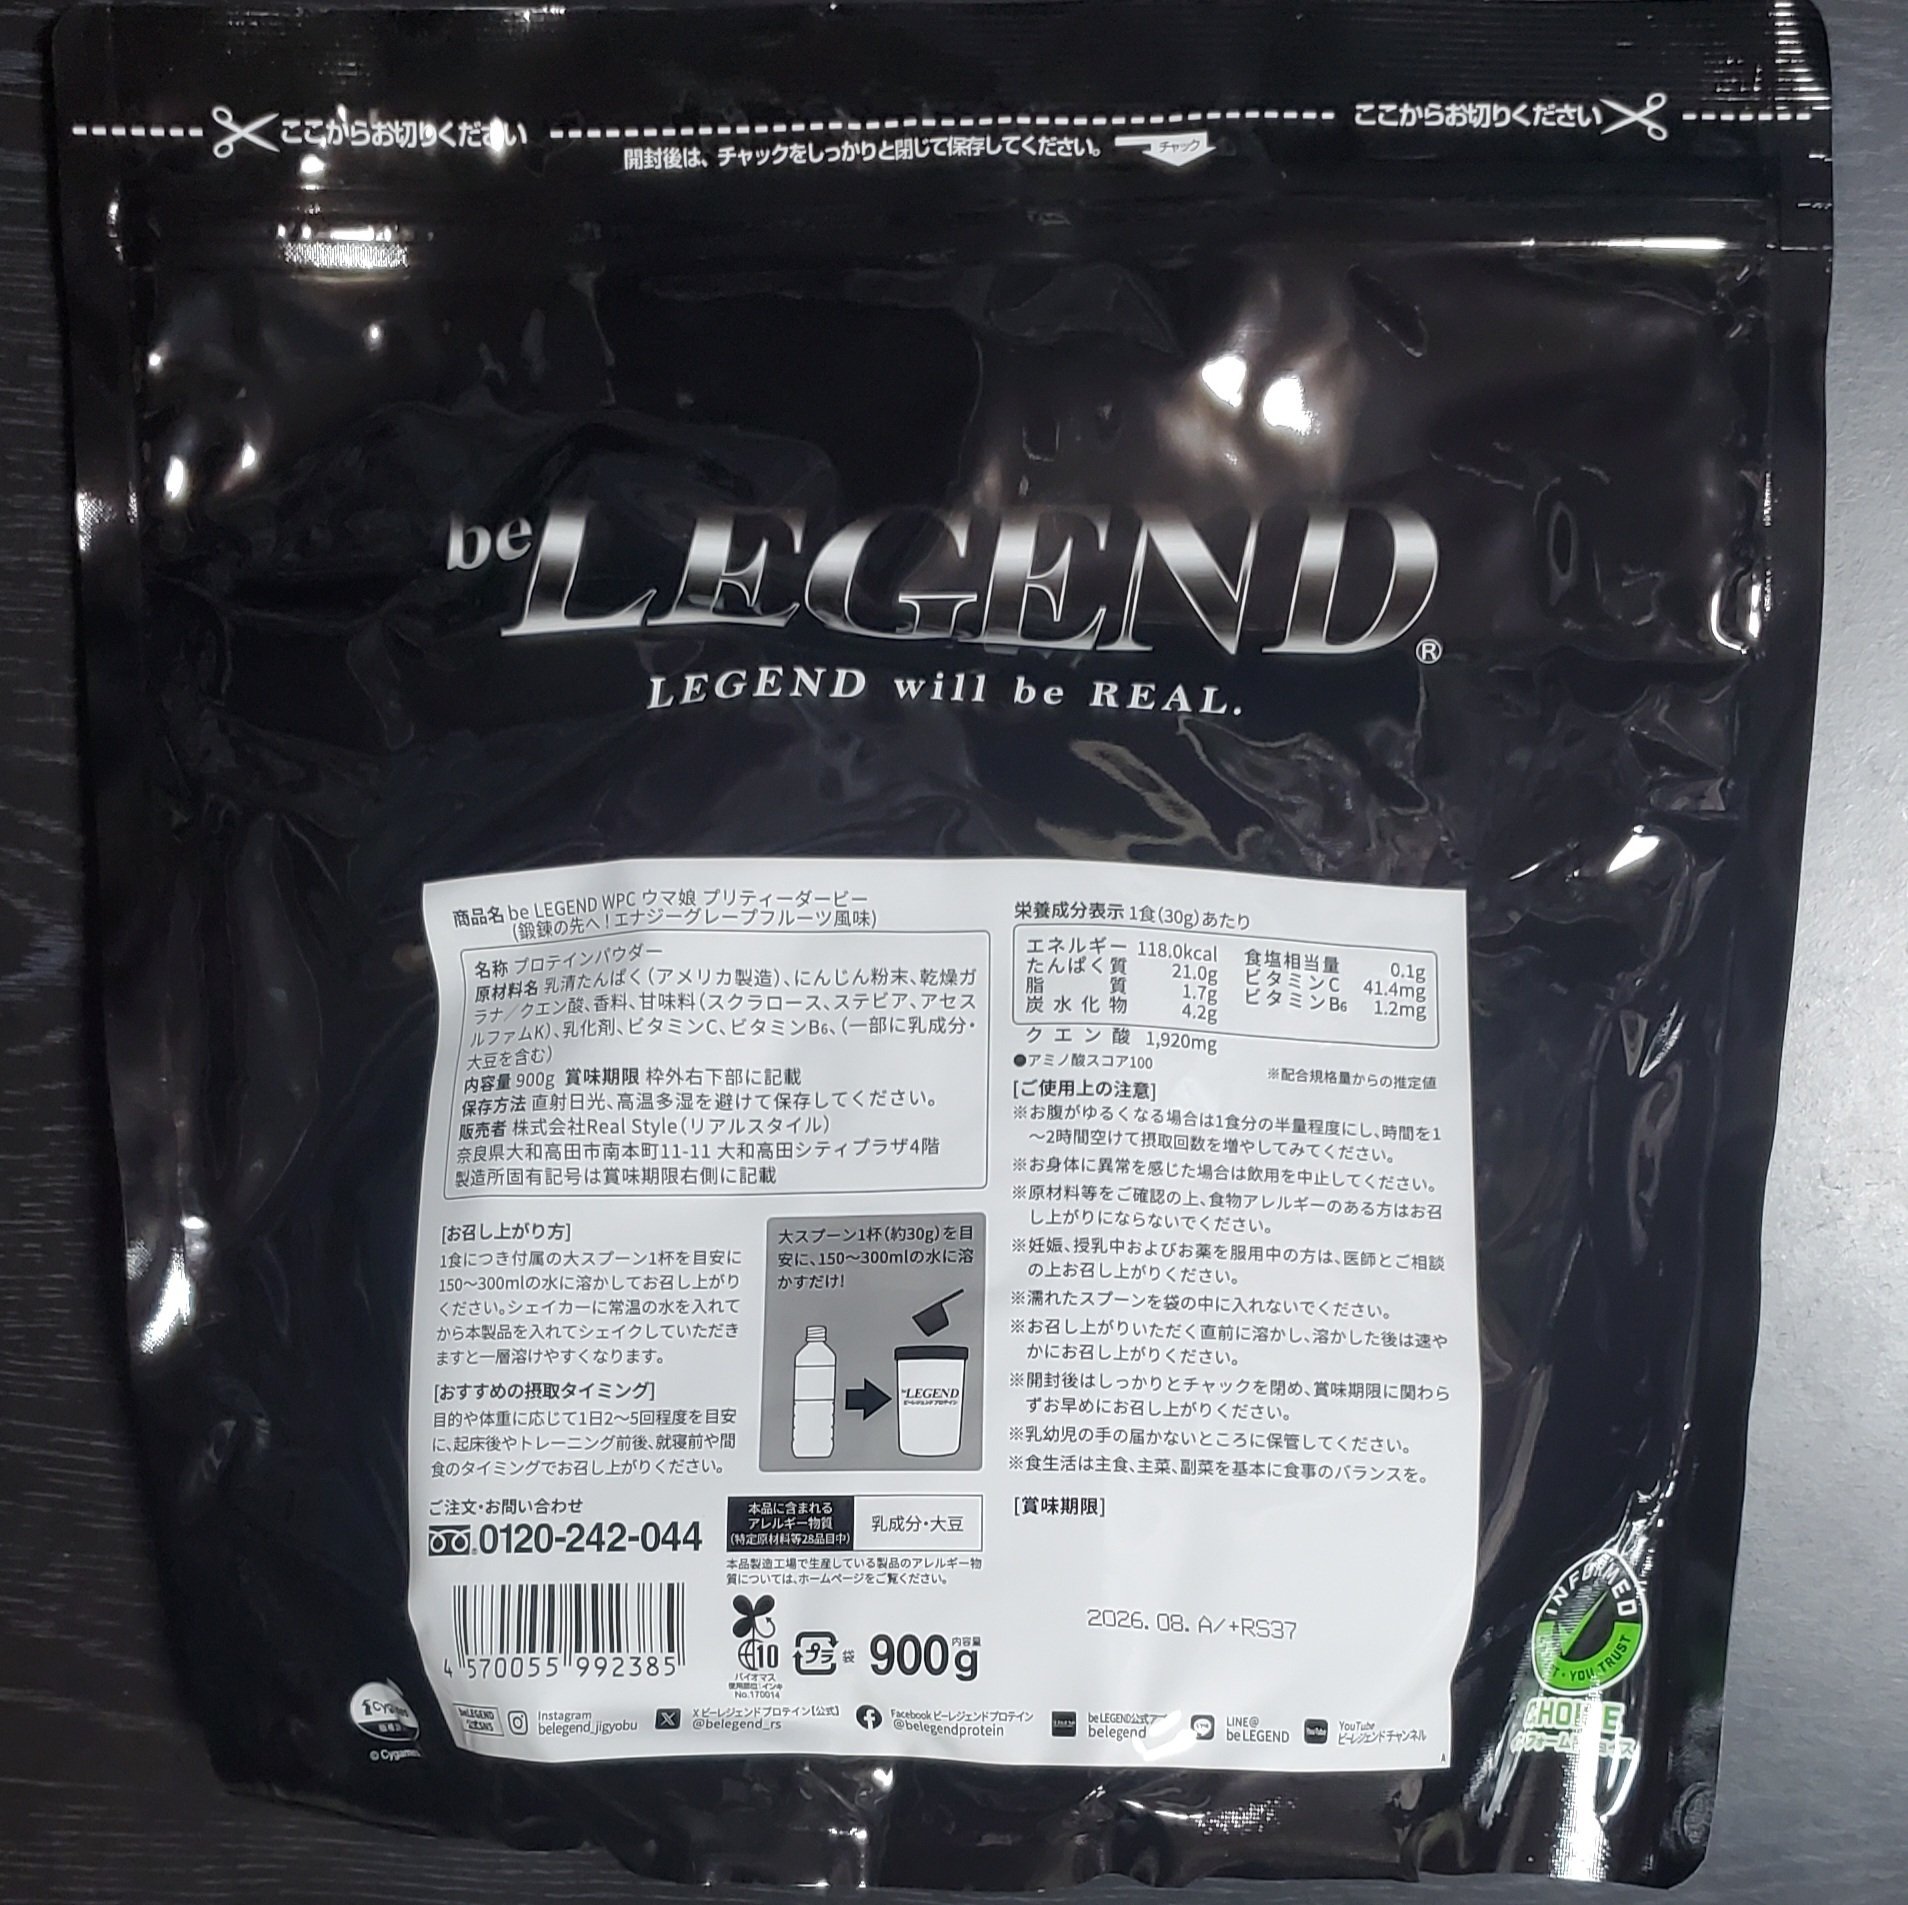 ここからお切りください
ここからお切りください
開封後は、チャックをしっかりと閉じて保存してください。
チャック
be LEGEND®
LEGEND will be REAL.
商品名 be LEGEND WPC ウマ娘 プリティーダービー
(鍛錬の先へ！エナジーグレープフルーツ風味)
名称 プロテインパウダー
原材料名 乳清たんぱく(アメリカ製造)、にんじん粉末、乾燥ガ
ラナ／クエン酸、香料、甘味料(スクラロース、ステビア、アセス
ルファムK)、乳化剤、ビタミンC、ビタミンB6、(一部に乳成分・
大豆を含む)
内容量 900g 賞味期限 枠外右下部に記載
保存方法 直射日光、高温多湿を避けて保存してください。
販売者 株式会社Real Style(リアルスタイル)
奈良県大和高田市南本町11-11 大和高田シティプラザ4階
製造所固有記号は賞味期限右側に記載
[お召し上がり方]
1食につき付属の大スプーン1杯を目安に
150～300mlの水に溶かしてお召し上がり
ください。シェイカーに常温の水を入れて
から本製品を入れてシェイクしていただき
ますと一層溶けやすくなります。
[おすすめの摂取タイミング]
目的や体重に応じて1日2～5回程度を目安
に、起床後やトレーニング前後、就寝前や間
食のタイミングでお召し上がりください。
大スプーン1杯(約30g)を目
安に、150～300mlの水に溶
かすだけ!
be LEGEND
ビーレジェンドプロテイン
ご注文・お問い合わせ
0120-242-044
本品に含まれる
アレルギー物質
(特定原材料等28品目中)
乳成分・大豆
本品製造工場で生産している製品のアレルギー物
質については、ホームページをご覧ください。
4 570055 992385
10
バイオマス
使用部位:インキ
No.170014
プラ
袋
900g
内容量
栄養成分表示 1食(30g)あたり
エネルギー 118.0kcal
たんぱく質 21.0g
脂質 1.7g
炭水化物 4.2g
食塩相当量 0.1g
ビタミンC 41.4mg
ビタミンB6 1.2mg
クエン酸 1,920mg
●アミノ酸スコア100
※配合規格量からの推定値
[ご使用上の注意]
※お腹がゆるくなる場合は1食分の半量程度にし、時間を1
～2時間空けて摂取回数を増やしてみてください。
※お身体に異常を感じた場合は飲用を中止してください。
※原材料等をご確認の上、食物アレルギーのある方はお召
し上がりにならないでください。
※妊娠、授乳中およびお薬を服用中の方は、医師とご相談
の上お召し上がりください。
※濡れたスプーンを袋の中に入れないでください。
※お召し上がりいただく直前に溶かし、溶かした後は速や
かにお召し上がりください。
※開封後はしっかりとチャックを閉め、賞味期限に関わら
ずお早めにお召し上がりください。
※乳幼児の手の届かないところに保管してください。
※食生活は主食、主菜、副菜を基本に食事のバランスを。
[賞味期限]
2026. 08. A/+RS37
beLEGEND
公式SNS
Instagram
belegend_jigyobu
X ビーレジェンドプロテイン【公式】
@belegend_rs
Facebook ビーレジェンドプロテイン
@belegendprotein
be LEGEND公式ア
belegend
LINE@
beLEGEND
YouTube
ビーレジェンドチャンネル
A
© Cygames
INFORMED
YOU TRUST